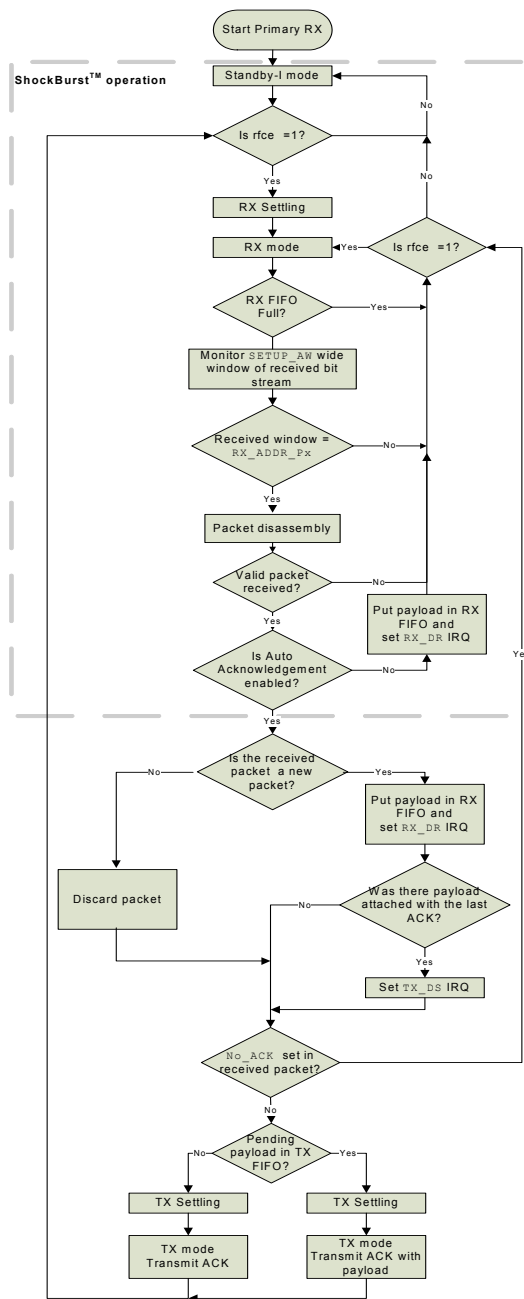 Start Primary RX
ShockBurst™ operation
Standby-I mode
No
Is rfce =1?
No
Yes
RX Settling
RX mode
Yes
Is rfce =1?
RX FIFO
Full?
Yes
Monitor SETUP_AW wide
window of received bit
stream
Received window =
RX_ADDR_Px
No
Yes
Packet disassembly
Valid packet
received?
No
Yes
Put payload in RX
FIFO and
set RX_DR IRQ
Ye
Is Auto
Acknowledgement
enabled?
No
Yes
Is the received
packet a new
packet?
No
Yes
Put payload in RX
FIFO and
set RX_DR IRQ
Discard packet
Was there payload
attached with the last
ACK?
No
Yes
Set TX_DS IRQ
No_ACK set in
received packet?
No
Pending
payload in TX
FIFO?
No
Yes
TX Settling
TX Settling
TX mode
Transmit ACK
TX mode
Transmit ACK with
payload